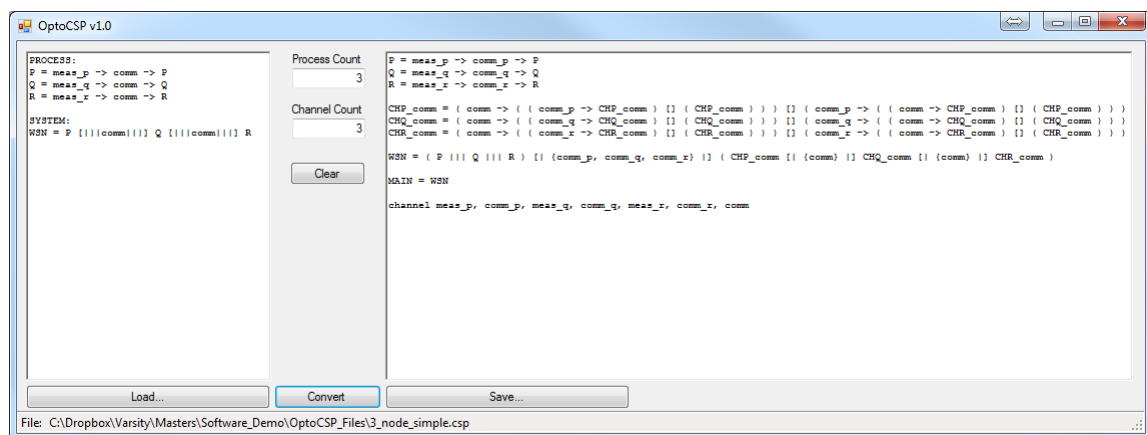 OptoCSP v1.0
PROCESS:
P = meas_p -> comm -> P
Q = meas_q -> comm -> Q
R = meas_r -> comm -> R
SYSTEM:
WSN = P [|||comm|||] Q [|||comm|||] R
Process Count
3
Channel Count
3
Clear
P = meas_p -> comm_p -> P
Q = meas_q -> comm_q -> Q
R = meas_r -> comm_r -> R
CHP_comm = ( comm -> ( ( comm_p -> CHP_comm ) [] ( CHP_comm ) ) ) [] ( comm_p -> ( ( comm -> CHP_comm ) [] ( CHP_comm ) ) )
CHQ_comm = ( comm -> ( ( comm_q -> CHQ_comm ) [] ( CHQ_comm ) ) ) [] ( comm_q -> ( ( comm -> CHQ_comm ) [] ( CHQ_comm ) ) )
CHR_comm = ( comm -> ( ( comm_r -> CHR_comm ) [] ( CHR_comm ) ) ) [] ( comm_r -> ( ( comm -> CHR_comm ) [] ( CHR_comm ) ) )
WSN = ( P ||| Q ||| R ) [| {comm_p, comm_q, comm_r} |] ( CHP_comm [| {comm} |] CHQ_comm [| {comm} |] CHR_comm )
MAIN = WSN
channel meas_p, comm_p, meas_q, comm_q, meas_r, comm_r, comm
Load...
Convert
Save...
File: C:\Dropbox\Varsity\Masters\Software_Demo\OptoCSP_Files\3_node_simple.csp